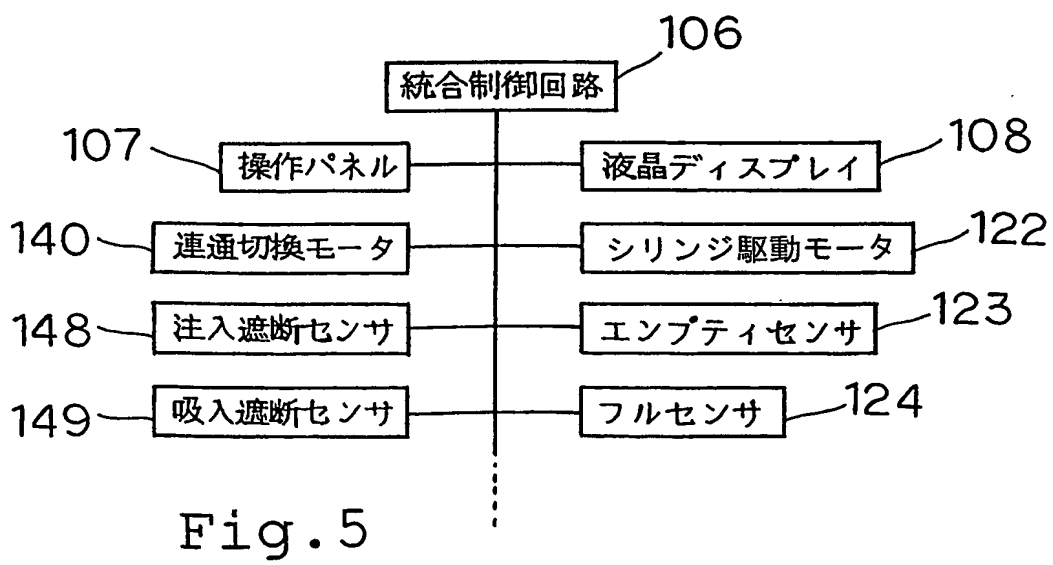 106
統合制御回路
107
操作パネル
液晶ディスプレイ
108
140
連通切換モータ
シリンジ駆動モータ
122
148
注入遮断センサ
エンプティセンサ
123
149
吸入遮断センサ
フルセンサ
124
Fig.5